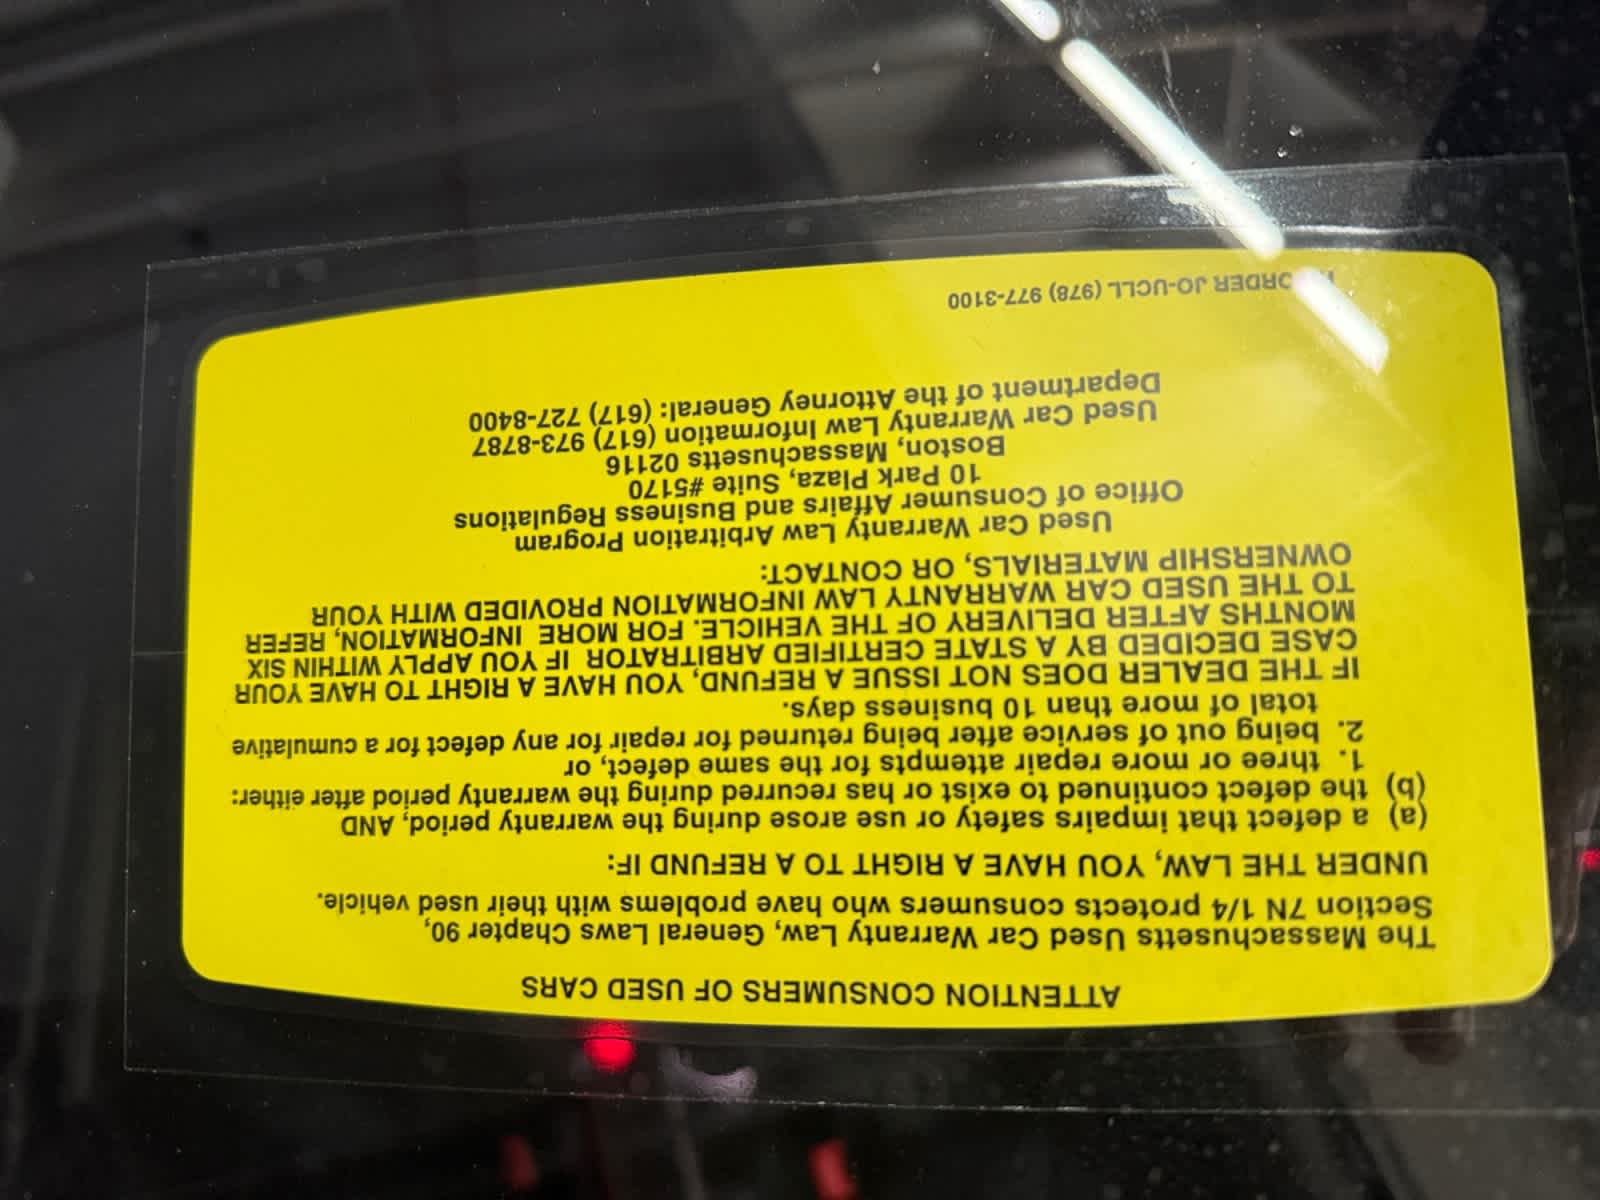 ATTENTION CONSUMERS OF USED CARS
The Massachusetts Used Car Warranty Law, General Laws Chapter 90,
Section 7N 1/4 protects consumers who have problems with their used vehicle.
UNDER THE LAW, YOU HAVE A RIGHT TO A REFUND IF:
(a) a defect that impairs safety or use arose during the warranty period, AND
(b) the defect continued to exist or has recurred during the warranty period after either:
1. three or more repair attempts for the same defect, or
2. being out of service after being returned for repair for any defect for a cumulative
total of more than 10 business days.
IF THE DEALER DOES NOT ISSUE A REFUND, YOU HAVE A RIGHT TO HAVE YOUR
CASE DECIDED BY A STATE CERTIFIED ARBITRATOR IF YOU APPLY WITHIN SIX
MONTHS AFTER DELIVERY OF THE VEHICLE. FOR MORE INFORMATION, REFER
TO THE USED CAR WARRANTY LAW INFORMATION PROVIDED WITH YOUR
OWNERSHIP MATERIALS, OR CONTACT:
Used Car Warranty Law Arbitration Program
Office of Consumer Affairs and Business Regulations
10 Park Plaza, Suite #5170
Boston, Massachusetts 02116
Used Car Warranty Law Information (617) 973-8787
Department of the Attorney General: (617) 727-8400
JO-UCLL (978) 977-3100